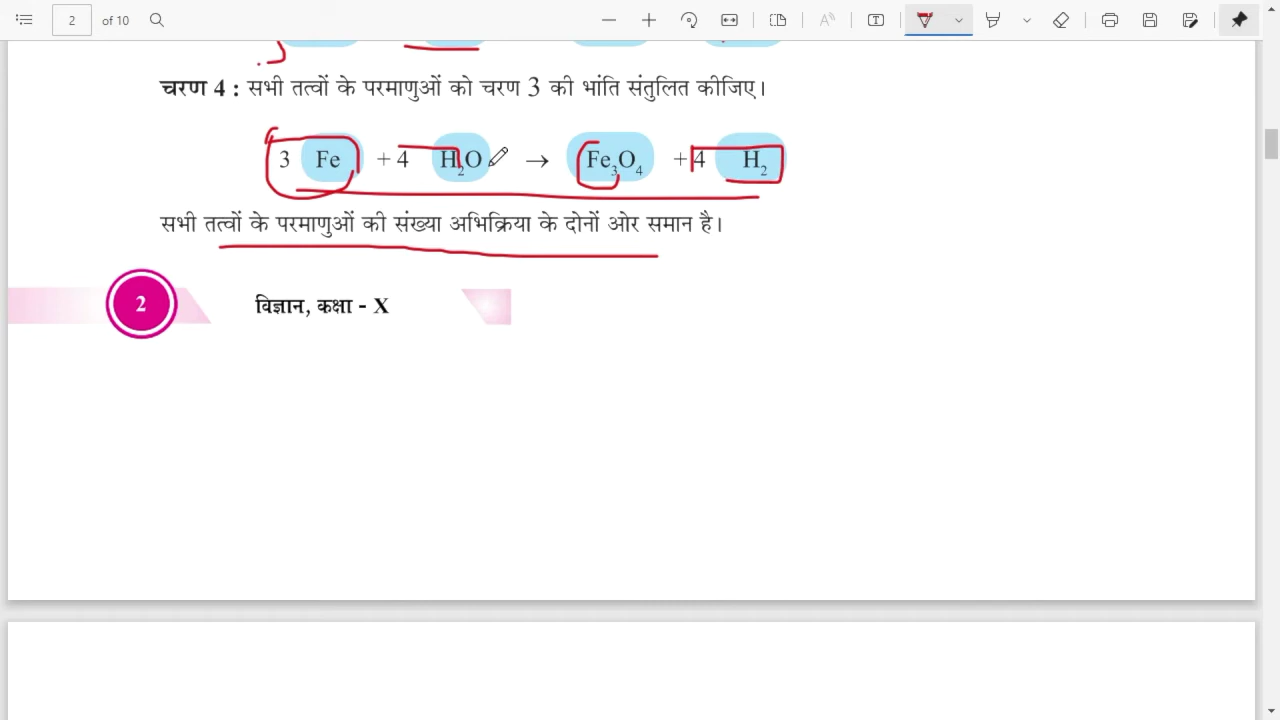 2 of 10
चरण 4 : सभी तत्वों के परमाणुओं को चरण 3 की भांति संतुलित कीजिए।
3 Fe + 4 H₂O → Fe₃O₄ + 4 H₂
सभी तत्वों के परमाणुओं की संख्या अभिक्रिया के दोनों ओर समान है।
2 विज्ञान, कक्षा - X